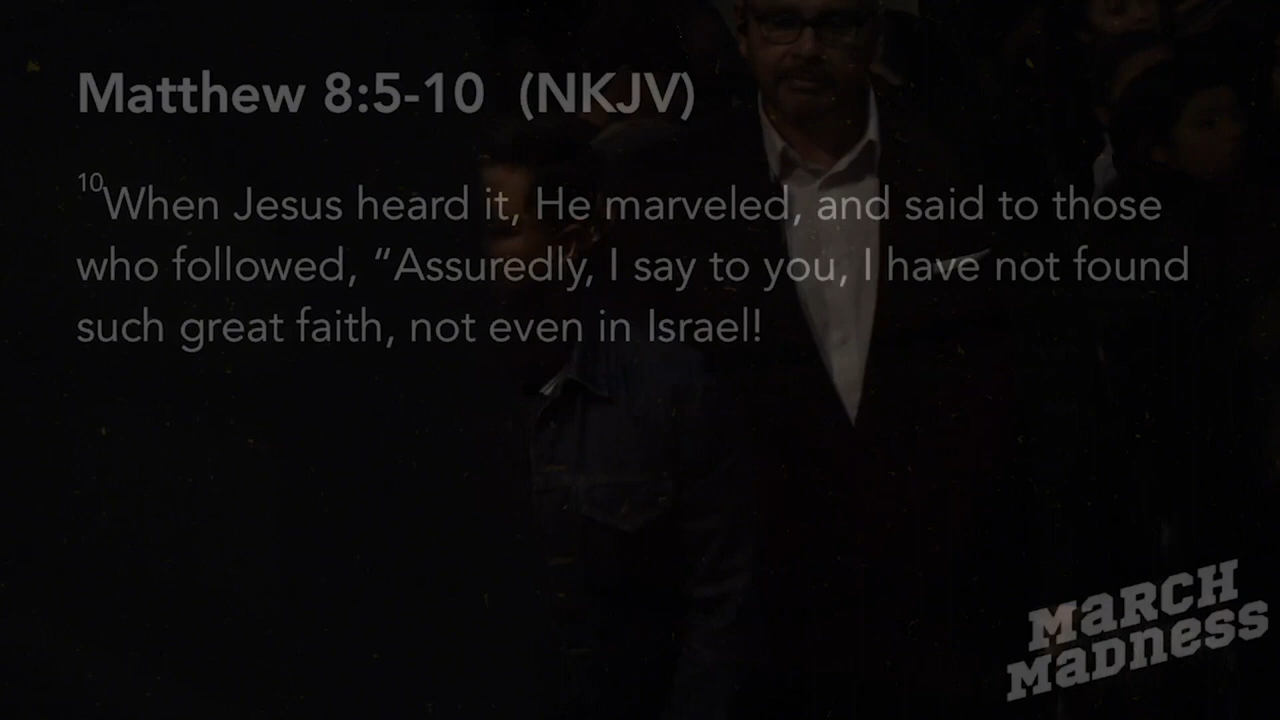 Matthew 8:5-10 (NKJV)
10When Jesus heard it, He marveled, and said to those
who followed, “Assuredly, I say to you, I have not found
such great faith, not even in Israel!
MaRCH
MaDness